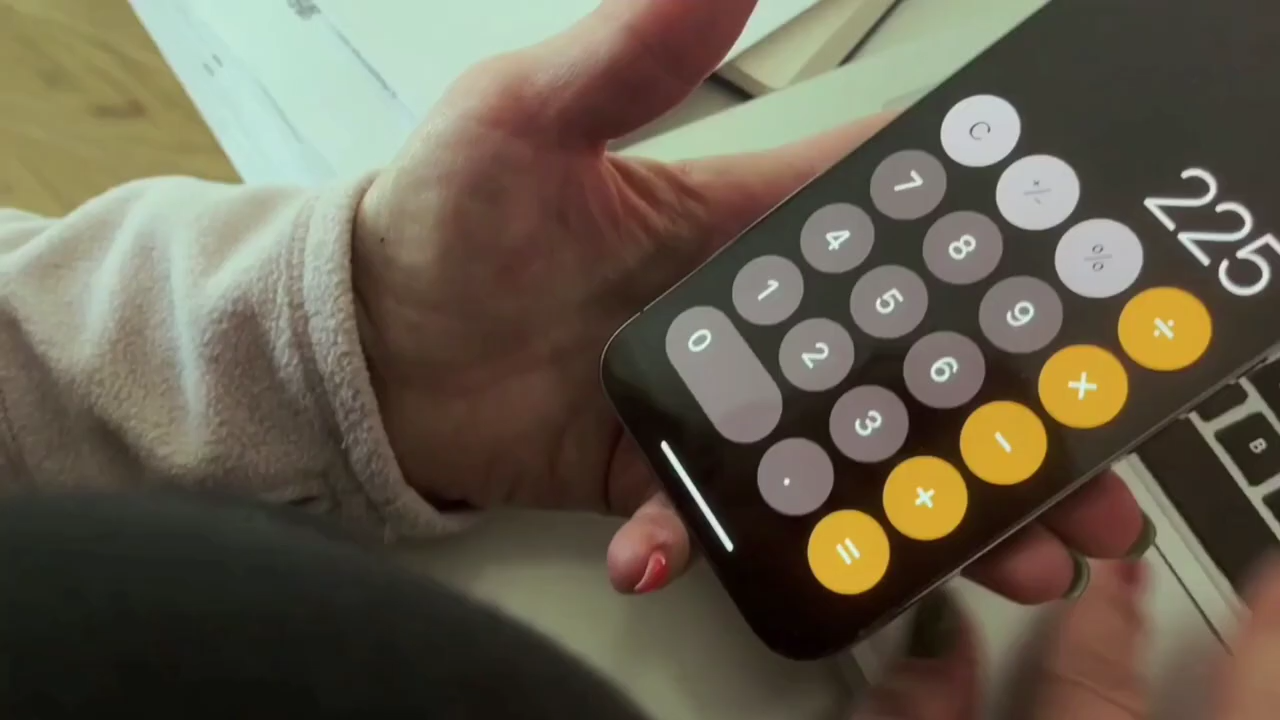 225
C +/- % ÷
7 8 9 ×
4 5 6 −
1 2 3 +
0 . =
B